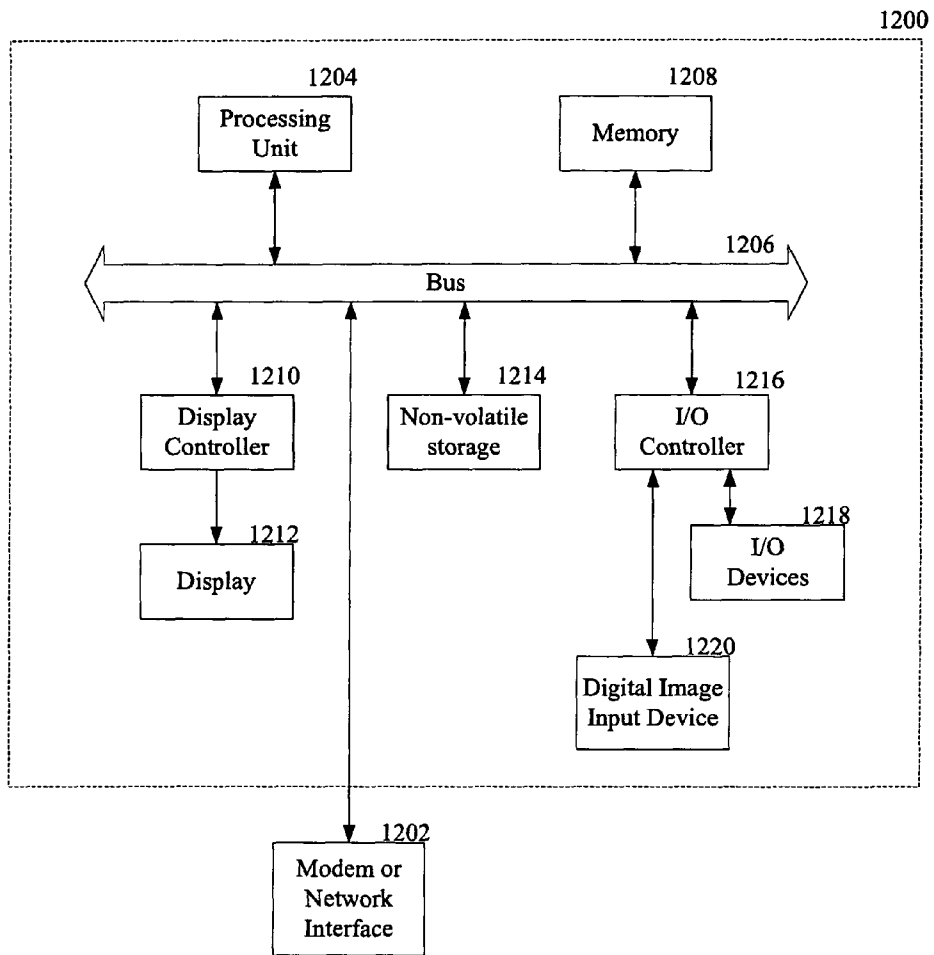 1200
1204
Processing
Unit
1208
Memory
1206
Bus
1210
Display
Controller
1214
Non-volatile
storage
1216
I/O
Controller
1212
Display
1218
I/O
Devices
1220
Digital Image
Input Device
1202
Modem or
Network
Interface